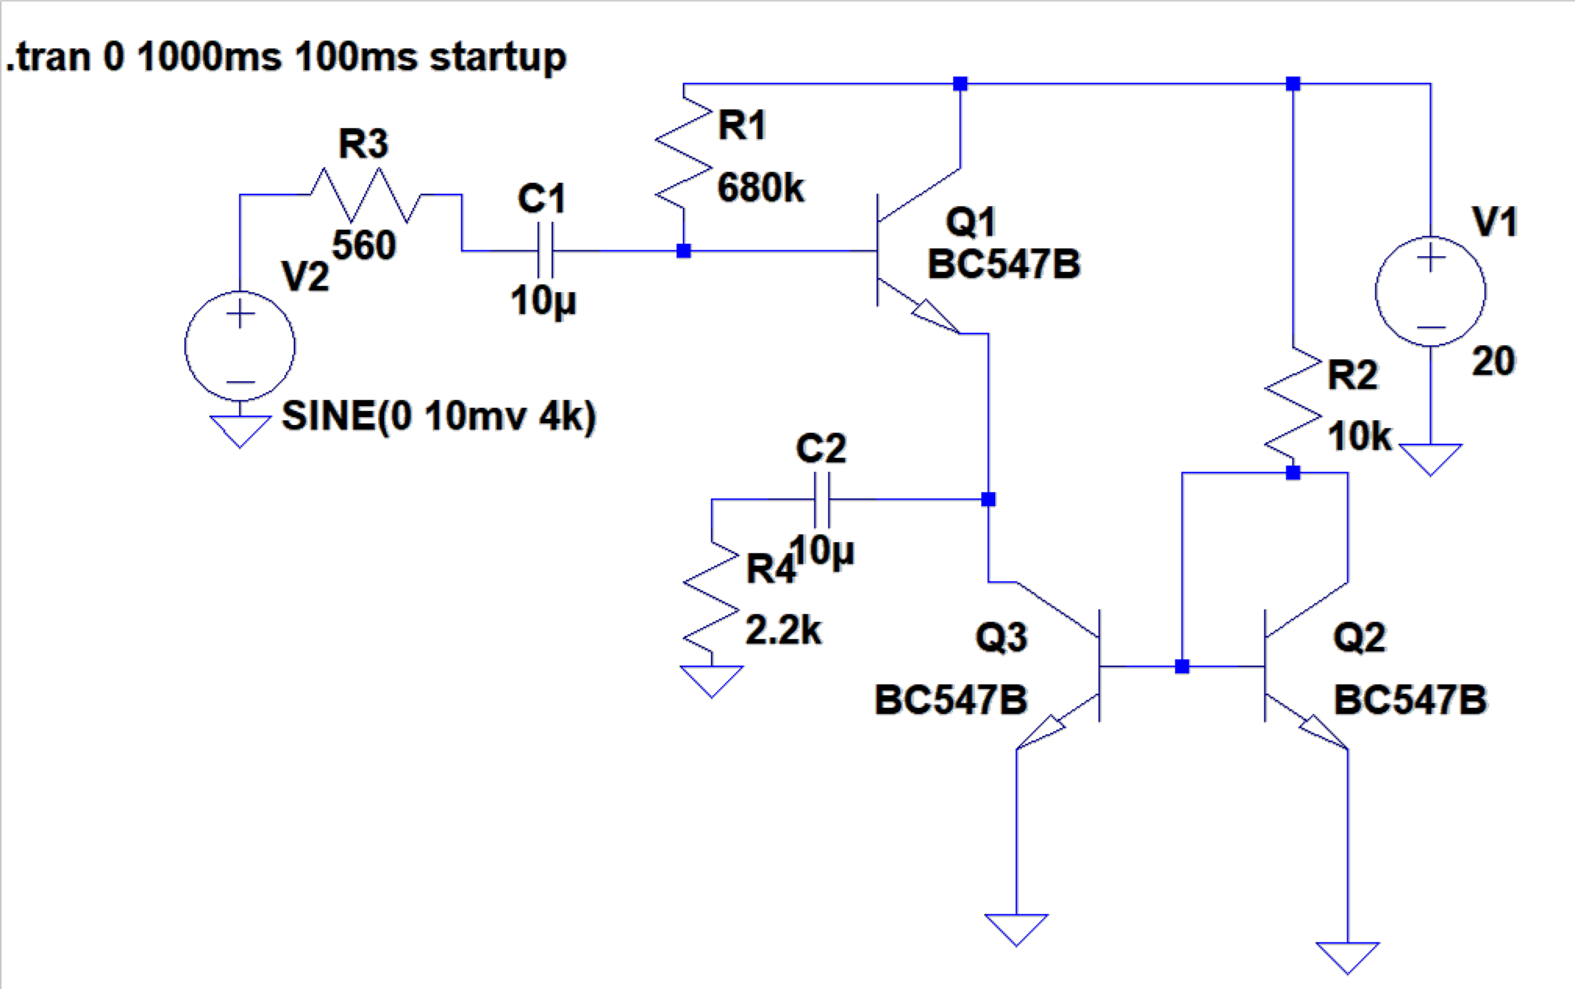 .tran 0 1000ms 100ms startup
R3
560
C1
10µ
V2
SINE(0 10mv 4k)
R1
680k
Q1
BC547B
V1
20
R2
10k
C2
10µ
R4
2.2k
Q3
BC547B
Q2
BC547B